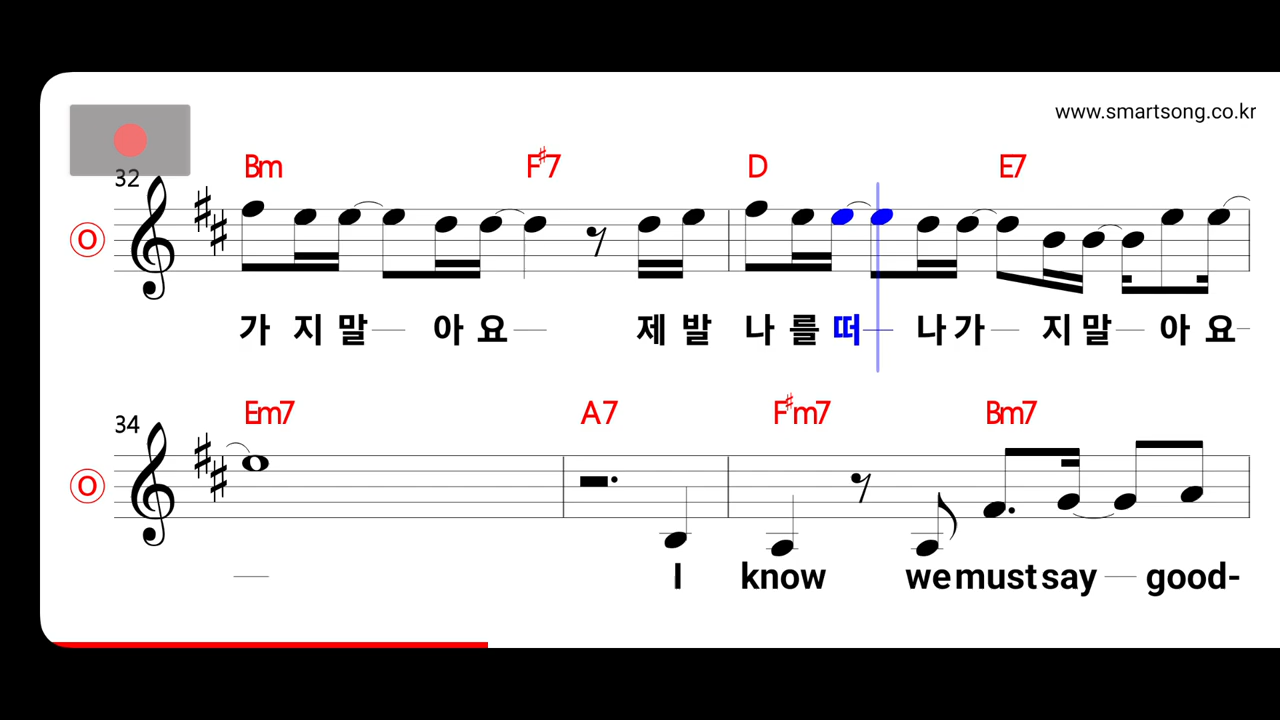 www.smartsong.co.kr
32
Bm F♯7 D E7
O
가 지 말 아 요 제 발 나 를 떠 나 가 지 말 아 요
34
Em7 A7 F♯m7 Bm7
O
I know we must say good-